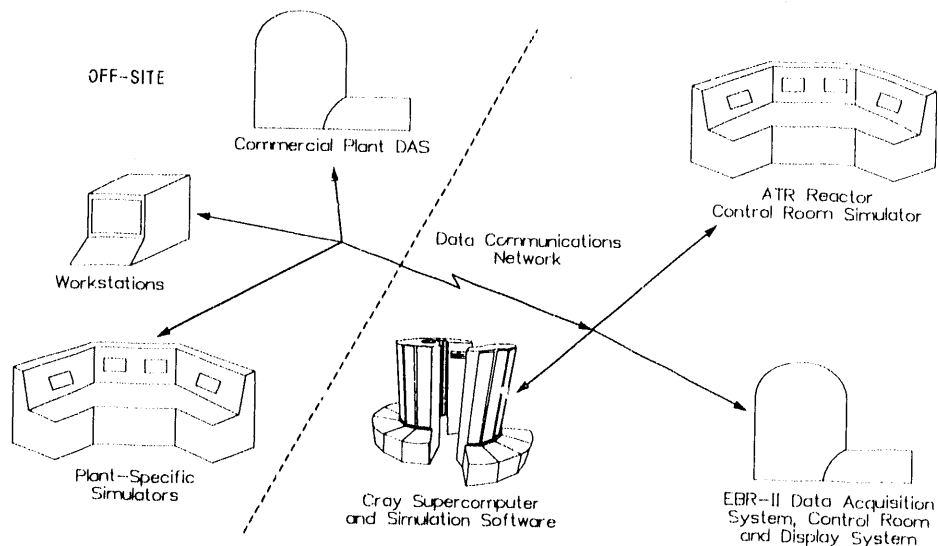 OFF-SITE
Commercial Plant DAS
ATR Reactor
Control Room Simulator
Data Communications
Network
Workstations
Plant-Specific
Simulators
Cray Supercomputer
and Simulation Software
EBR-II Data Acquisition
System, Control Room
and Display System